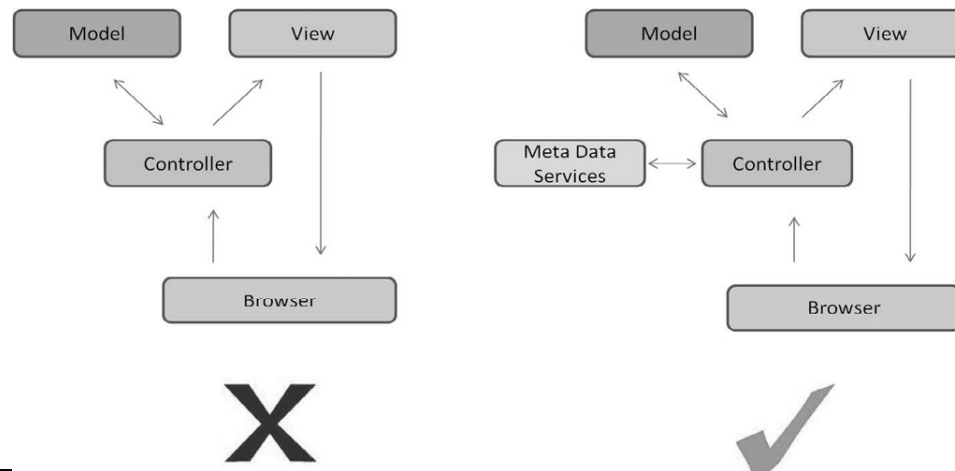 Model
View
Controller
Browser
Model
View
Meta Data
Services
Controller
Browser